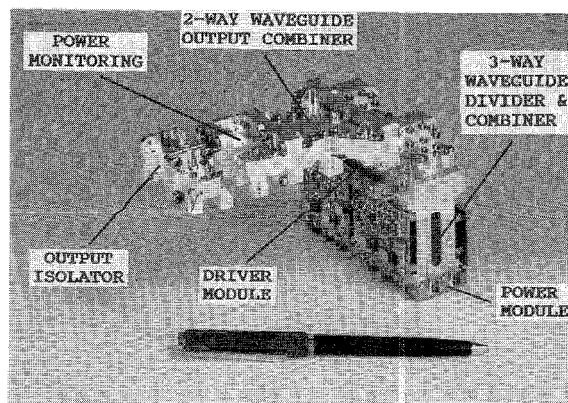 2-WAY WAVEGUIDE
OUTPUT COMBINER
POWER
MONITORING
3-WAY
WAVEGUIDE
DIVIDER &
COMBINER
OUTPUT
ISOLATOR
DRIVER
MODULE
POWER
MODULE